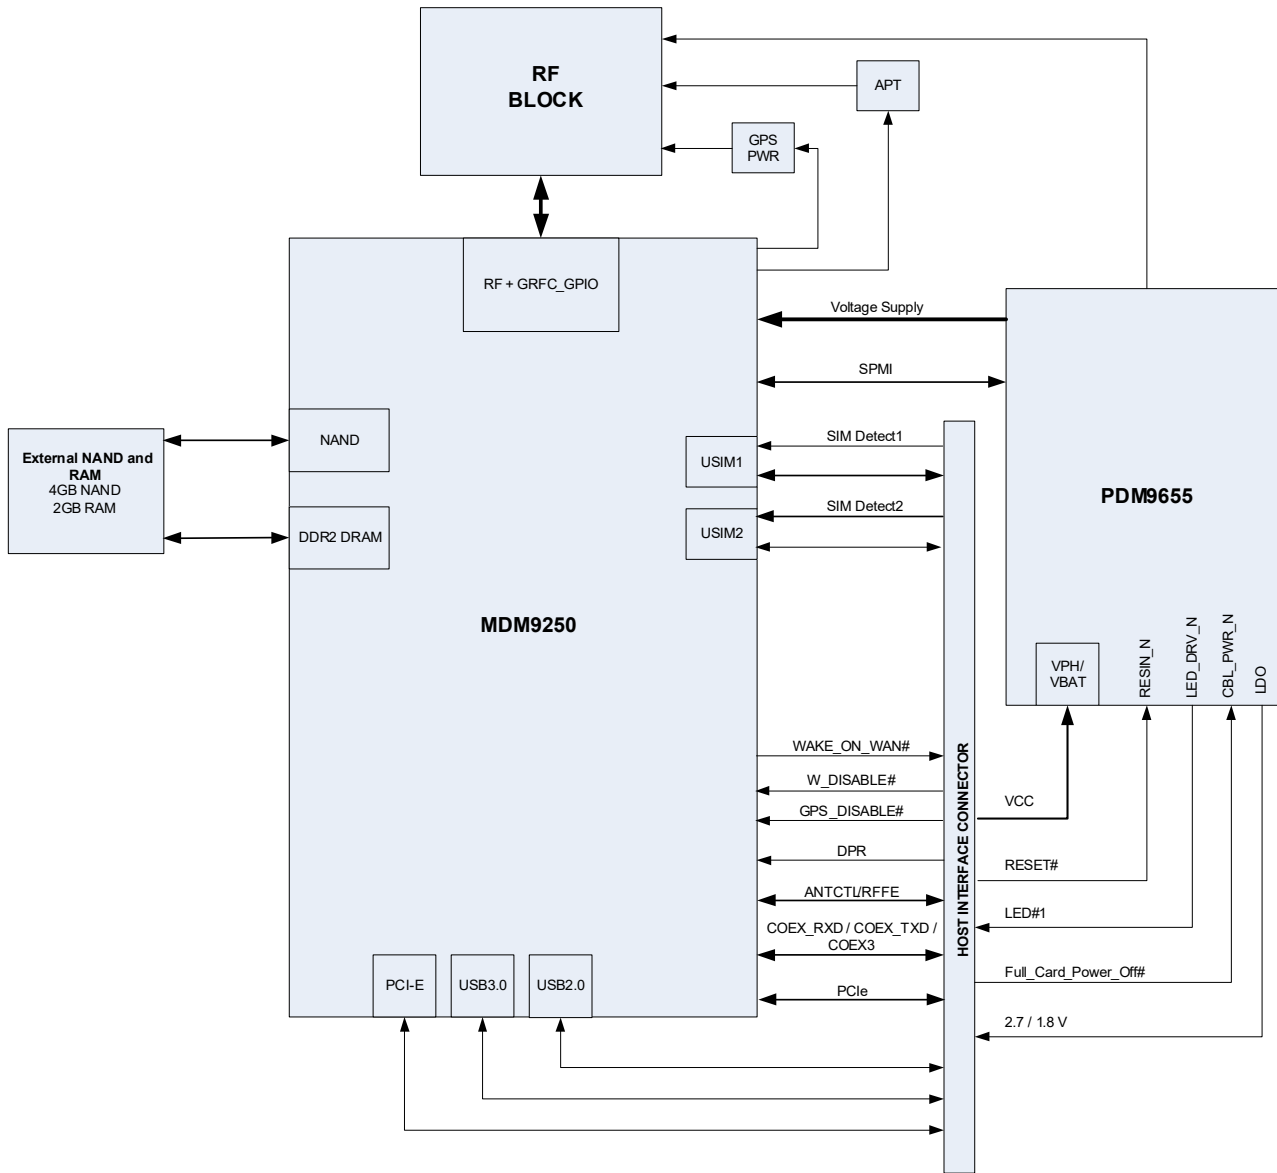 RF
BLOCK
APT
GPS
PWR
RF + GRFC_GPIO
Voltage Supply
SPMI
NAND
External NAND and
RAM
4GB NAND
2GB RAM
DDR2 DRAM
USIM1
SIM Detect1
USIM2
SIM Detect2
PDM9655
MDM9250
VPH/
VBAT
RESIN_N
LED_DRV_N
CBL_PWR_N
LDO
HOST INTERFACE CONNECTOR
WAKE_ON_WAN#
W_DISABLE#
GPS_DISABLE#
DPR
ANTCTL/RFFE
COEX_RXD / COEX_TXD /
COEX3
PCIe
VCC
RESET#
LED#1
Full_Card_Power_Off#
2.7 / 1.8 V
PCI-E
USB3.0
USB2.0